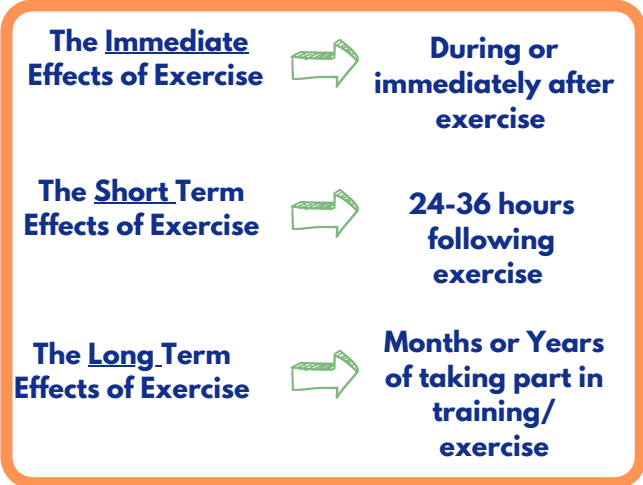 The Immediate
Effects of Exercise
During or
immediately after
exercise
The Short Term
Effects of Exercise
24-36 hours
following
exercise
The Long Term
Effects of Exercise
Months or Years
of taking part in
training/
exercise